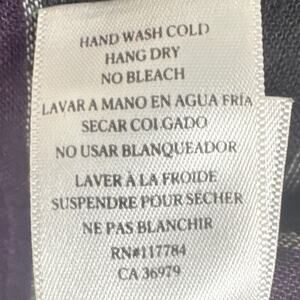 HAND WASH COLD
HANG DRY
NO BLEACH
LAVAR A MANO EN AGUA FRÍA
SECAR COLGADO
NO USAR BLANQUEADOR
LAVER À LA FROIDE
SUSPENDRE POUR SÉCHER
NE PAS BLANCHIR
RN#117784
CA 36979